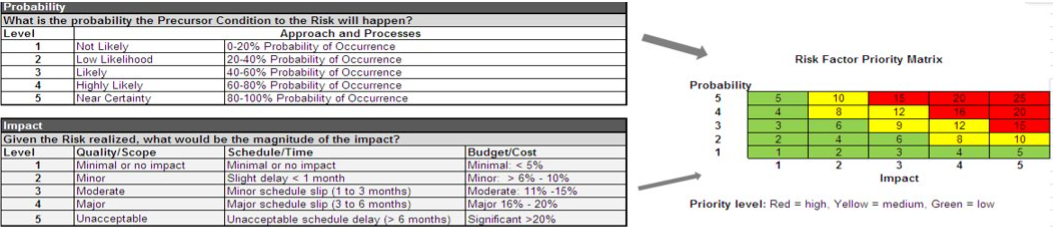 Probability
What is the probability the Precursor Condition to the Risk will happen?
Level Approach and Processes
1 Not Likely 0-20% Probability of Occurrence
2 Low Likelihood 20-40% Probability of Occurrence
3 Likely 40-60% Probability of Occurrence
4 Highly Likely 60-80% Probability of Occurrence
5 Near Certainty 80-100% Probability of Occurrence
Impact
Given the Risk realized, what would be the magnitude of the impact?
Level Quality/Scope Schedule/Time Budget/Cost
1 Minimal or no impact Minimal or no impact Minimal: < 5%
2 Minor Slight delay < 1 month Minor: > 6% - 10%
3 Moderate Minor schedule slip (1 to 3 months) Moderate: 11% -15%
4 Major Major schedule slip (3 to 6 months) Major 16% - 20%
5 Unacceptable Unacceptable schedule delay (> 6 months) Significant >20%
Risk Factor Priority Matrix
Probability
5 5 10 15 20 25
4 4 8 12 16 20
3 3 6 9 12 15
2 2 4 6 8 10
1 1 2 3 4 5
1 2 3 4 5
Impact
Priority level: Red = high, Yellow = medium, Green = low